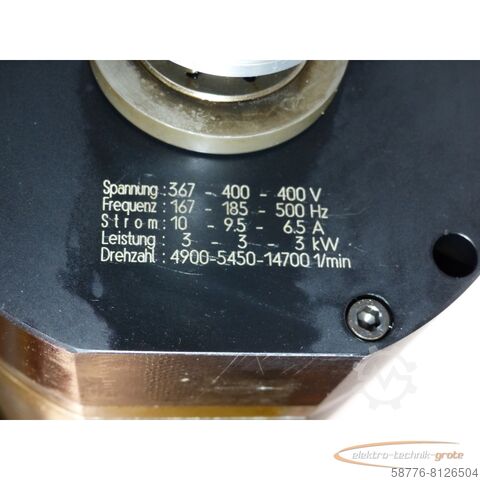 Spannung : 367 - 400 - 400 V
Frequenz : 167 - 185 - 500 Hz
Strom : 10 - 9.5 - 6.5 A
Leistung : 3 - 3 - 3 kW
Drehzahl : 4900-5450-14700 1/min
elektro-technik-grote
58776-8126504